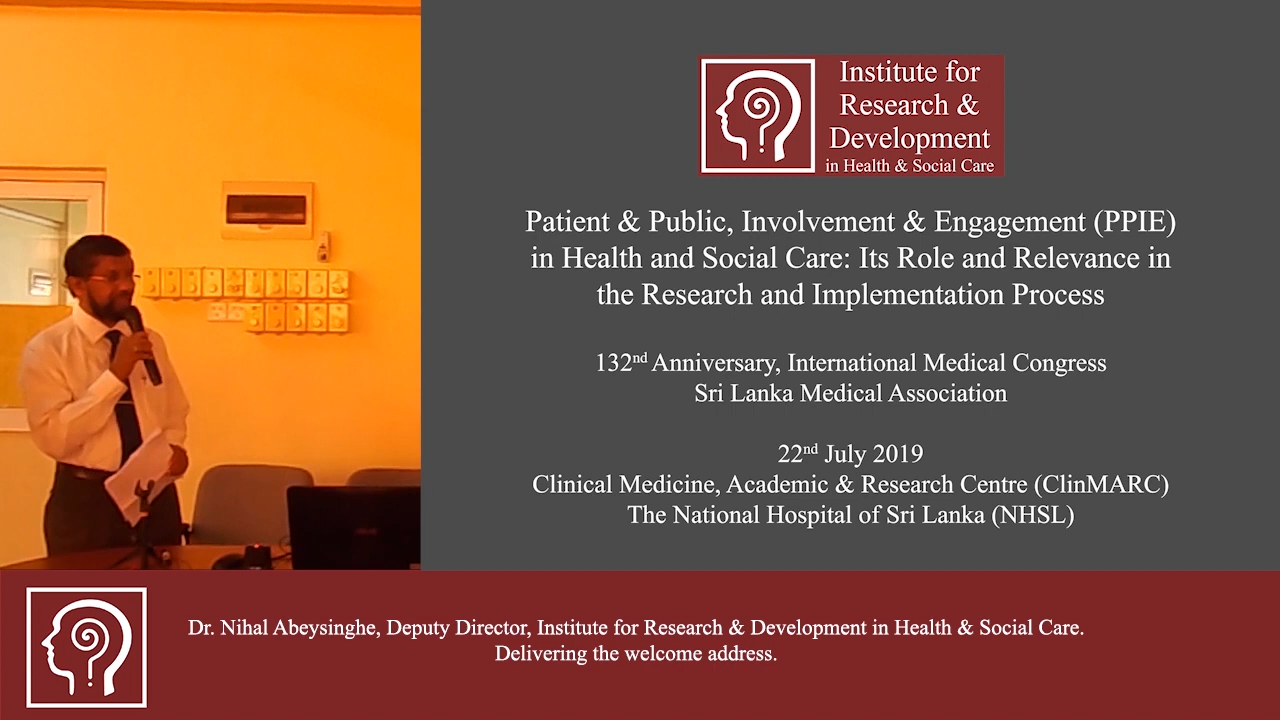 Institute for
Research &
Development
in Health & Social Care
Patient & Public, Involvement & Engagement (PPIE)
in Health and Social Care: Its Role and Relevance in
the Research and Implementation Process
132nd Anniversary, International Medical Congress
Sri Lanka Medical Association
22nd July 2019
Clinical Medicine, Academic & Research Centre (ClinMARC)
The National Hospital of Sri Lanka (NHSL)
Dr. Nihal Abeysinghe, Deputy Director, Institute for Research & Development in Health & Social Care.
Delivering the welcome address.